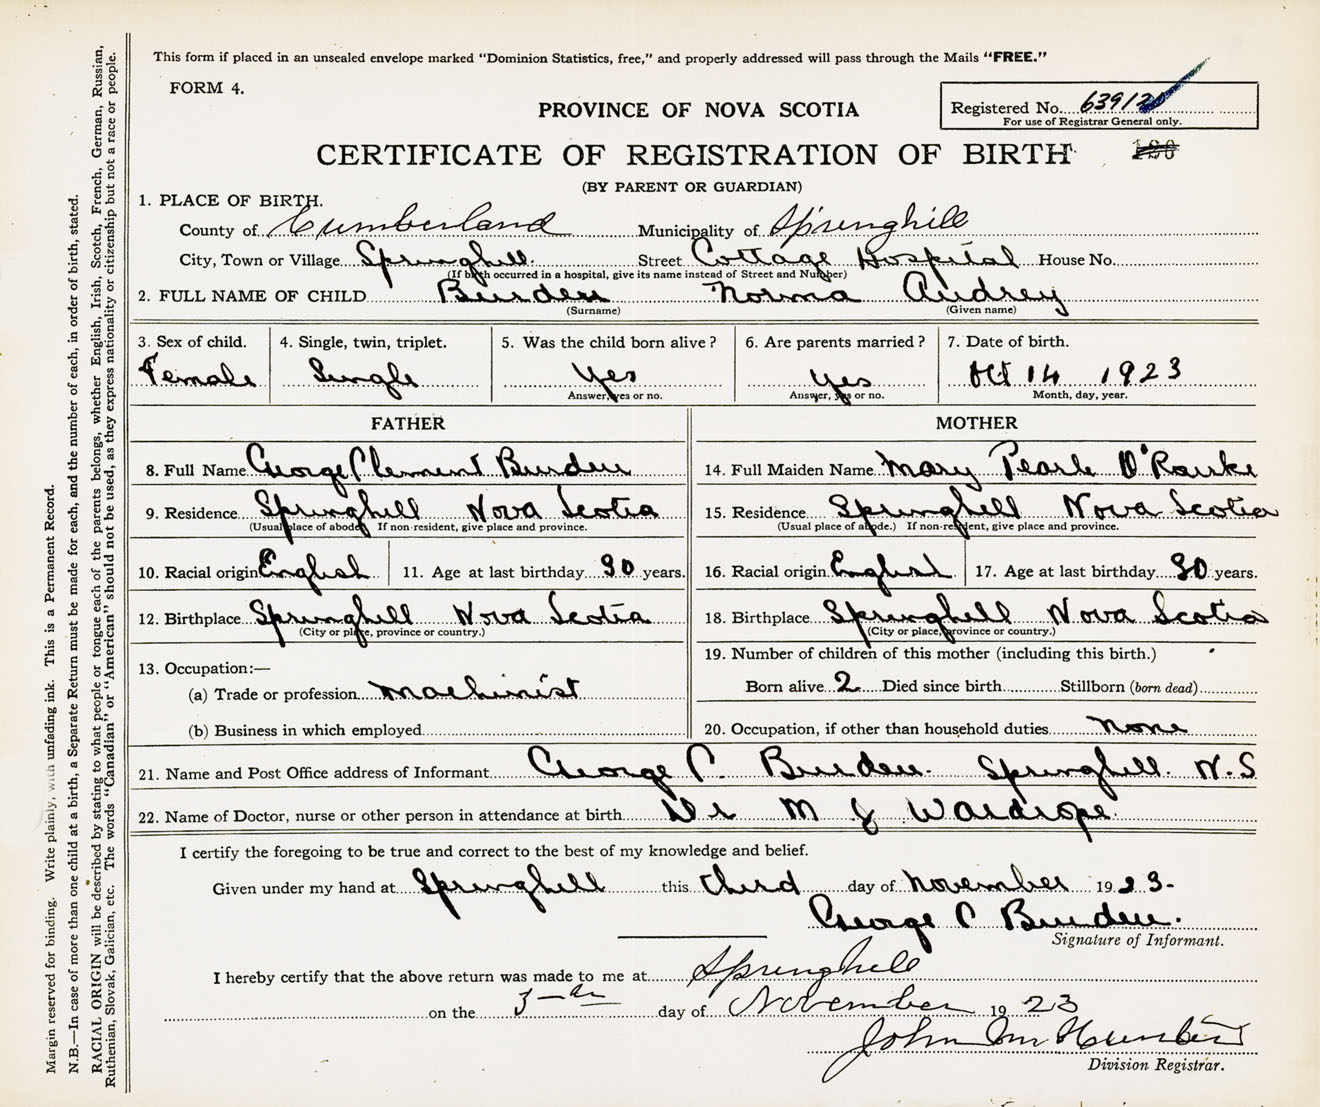 This form if placed in an unsealed envelope marked “Dominion Statistics, free,” and properly addressed will pass through the Mails “FREE.”
FORM 4.
Registered No. 63912
For use of Registrar General only.
PROVINCE OF NOVA SCOTIA
CERTIFICATE OF REGISTRATION OF BIRTH
(BY PARENT OR GUARDIAN)
1. PLACE OF BIRTH.
County of Cumberland Municipality of Springhill
City, Town or Village Springhill. Street Cottage Hospital House No.
(If birth occurred in a hospital, give its name instead of Street and Number)
2. FULL NAME OF CHILD Burden Norma Audrey
(Surname) (Given name)
3. Sex of child. 4. Single, twin, triplet. 5. Was the child born alive? 6. Are parents married? 7. Date of birth.
Female Single Yes Yes Oct 14 1923
Answer, yes or no. Answer, yes or no. Month, day, year.
FATHER MOTHER
8. Full Name George Clement Burden 14. Full Maiden Name Mary Pearle O'Rourke
9. Residence Springhill Nova Scotia 15. Residence Springhill Nova Scotia
(Usual place of abode) If non-resident, give place and province. (Usual place of abode.) If non-resident, give place and province.
10. Racial origin English 11. Age at last birthday 30 years. 16. Racial origin English 17. Age at last birthday 30 years.
12. Birthplace Springhill Nova Scotia 18. Birthplace Springhill Nova Scotia
(City or place, province or country.) (City or place, province or country.)
13. Occupation:— 19. Number of children of this mother (including this birth.)
(a) Trade or profession machinist Born alive 2 Died since birth Stillborn (born dead)
(b) Business in which employed 20. Occupation, if other than household duties none
21. Name and Post Office address of Informant George C. Burden. Springhill. N.S
22. Name of Doctor, nurse or other person in attendance at birth Dr M J Wardrope.
I certify the foregoing to be true and correct to the best of my knowledge and belief.
Given under my hand at Springhill this third day of November 1923.
George C Burden.
Signature of Informant.
I hereby certify that the above return was made to me at Springhill
on the 3 day of November 1923
John
Division Registrar.
Margin reserved for binding. Write plainly, with unfading ink. This is a Permanent Record.
N.B.—In case of more than one child at a birth, a Separate Return must be made for each, and the number of each, in order of birth, stated.
RACIAL ORIGIN will be described by stating to what people or tongue each of the parents belongs, whether English, Irish, Scotch, French, German, Russian,
Ruthenian, Slovak, Galician, etc. The words “Canadian” or “American” should not be used, as they express nationality or citizenship but not a race or people.